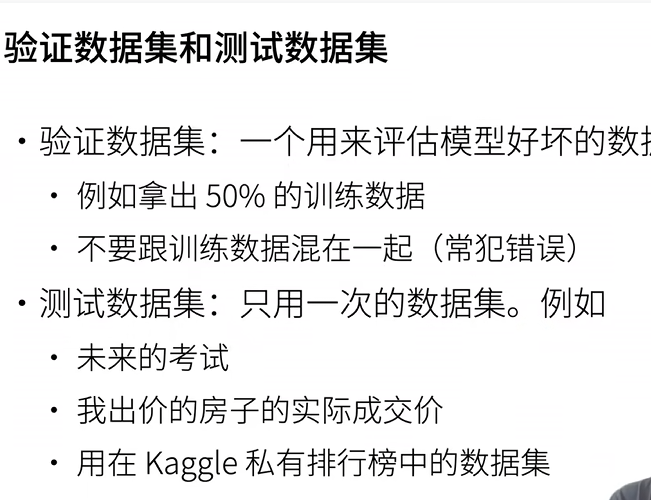 验证数据集和测试数据集
• 验证数据集：一个用来评估模型好坏的数
• 例如拿出 50% 的训练数据
• 不要跟训练数据混在一起（常犯错误）
• 测试数据集：只用一次的数据集。例如
• 未来的考试
• 我出价的房子的实际成交价
• 用在 Kaggle 私有排行榜中的数据集